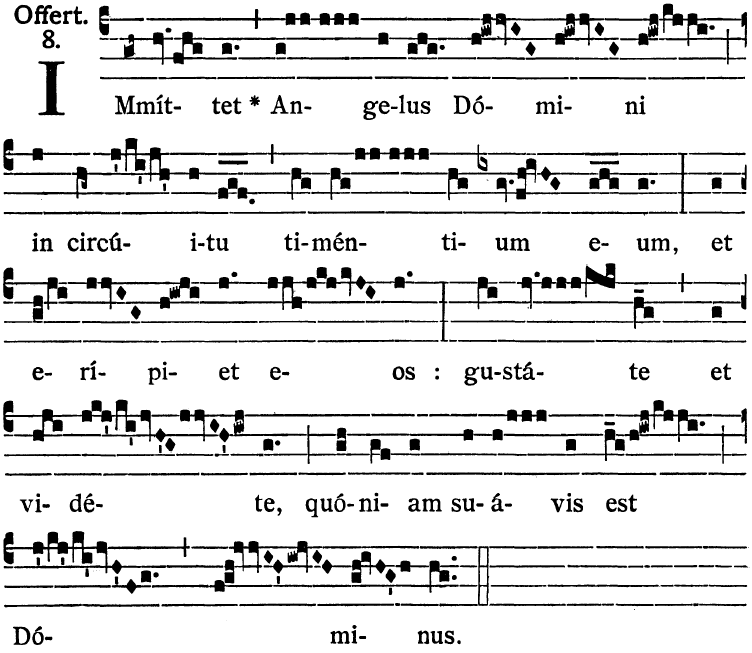 Offert.
8.
IMmít- tet * An- ge-lus Dó- mi- ni
in circú- i-tu ti-mén- ti- um e- um, et
e- rí- pi- et e- os : gu-stá- te et
vi- dé- te, quó-ni- am su-á- vis est
Dó- mi- nus.